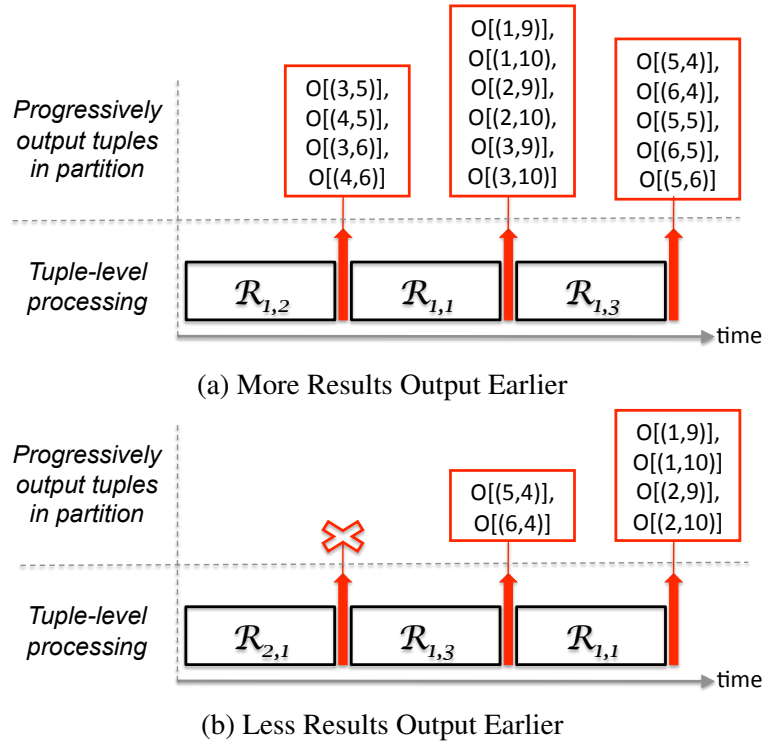 Progressively
output tuples
in partition
O[(3,5)],
O[(4,5)],
O[(3,6)],
O[(4,6)]
O[(1,9)],
O[(1,10),
O[(2,9)],
O[(2,10),
O[(3,9)],
O[(3,10)]
O[(5,4)],
O[(6,4)],
O[(5,5)],
O[(6,5)],
O[(5,6)]
Tuple-level
processing
R1,2
R1,1
R1,3
time
(a) More Results Output Earlier
Progressively
output tuples
in partition
O[(5,4)],
O[(6,4)]
O[(1,9)],
O[(1,10)]
O[(2,9)],
O[(2,10)]
Tuple-level
processing
R2,1
R1,3
R1,1
time
(b) Less Results Output Earlier